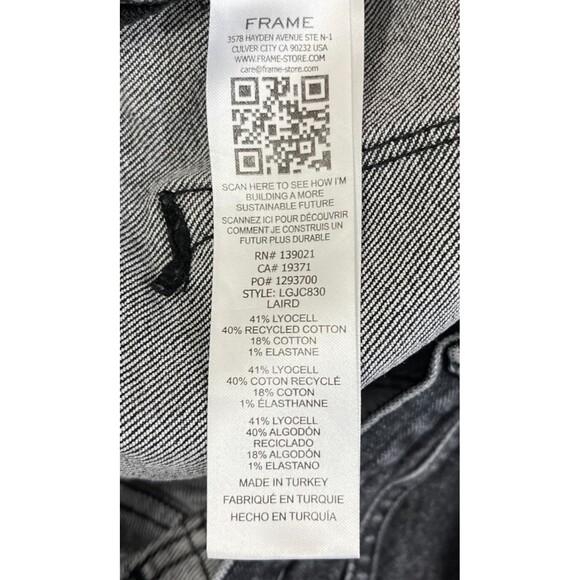 FRAME
3578 HAYDEN AVENUE STE N-1
CULVER CITY CA 90232 USA
WWW.FRAME-STORE.COM
care@frame-store.com
SCAN HERE TO SEE HOW I'M
BUILDING A MORE
SUSTAINABLE FUTURE
SCANNEZ ICI POUR DÉCOUVRIR
COMMENT JE CONSTRUIS UN
FUTUR PLUS DURABLE
RN# 139021
CA# 19371
PO# 1293700
STYLE: LGJC830
LAIRD
41% LYOCELL
40% RECYCLED COTTON
18% COTTON
1% ELASTANE
41% LYOCELL
40% COTON RECYCLÉ
18% COTON
1% ÉLASTHANNE
41% LYOCELL
40% ALGODÓN
RECICLADO
18% ALGODÓN
1% ELASTANO
MADE IN TURKEY
FABRIQUÉ EN TURQUIE
HECHO EN TURQUÍA